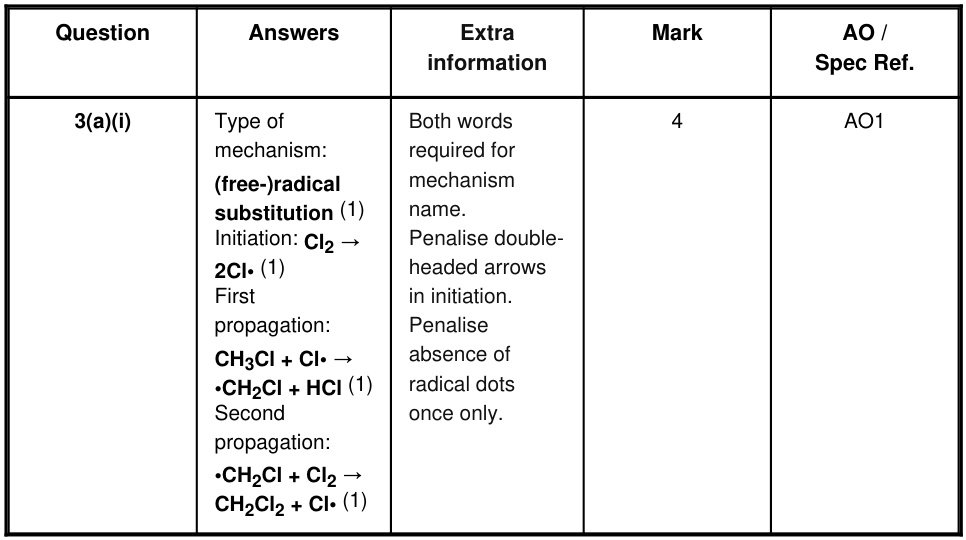 Question
Answers
Extra
information
Mark
AO /
Spec Ref.
3(a)(i)
Type of
mechanism:
(free-)radical
substitution (1)
Initiation: Cl₂ →
2Cl• (1)
First
propagation:
CH₃Cl + Cl• →
•CH₂Cl + HCl (1)
Second
propagation:
•CH₂Cl + Cl₂ →
CH₂Cl₂ + Cl• (1)
Both words
required for
mechanism
name.
Penalise double-
headed arrows
in initiation.
Penalise
absence of
radical dots
once only.
4
AO1